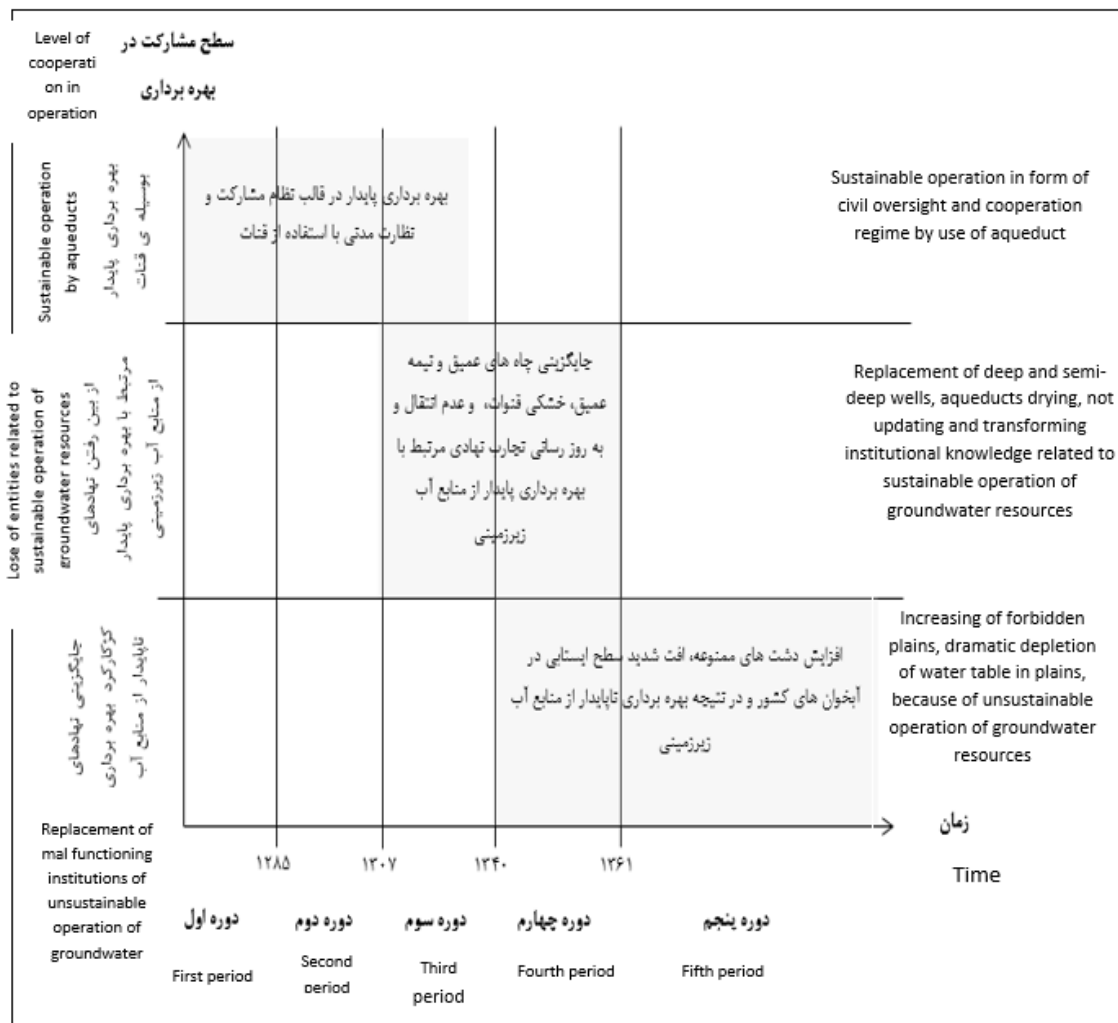 Level of
cooperati
on in
operation
سطح مشارکت در
بهره برداری
Sustainable operation
by aqueducts
بهره برداری پایدار
بوسیله ی قنات
بهره برداری پایدار در قالب نظام مشارکت و
نظارت مدنی با استفاده از قنات
Sustainable operation in form of
civil oversight and cooperation
regime by use of aqueduct
Lose of entities related to
sustainable operation of
groundwater resources
از بین رفتن نهادهای
مرتبط با بهره برداری پایدار
از منابع آب زیرزمینی
جایگزینی چاه های عمیق و نیمه
عمیق، خشکی قنوات، و عدم انتقال و
به روز رسانی تجارب نهادی مرتبط با
بهره برداری پایدار از منابع آب
زیرزمینی
Replacement of deep and semi-
deep wells, aqueducts drying, not
updating and transforming
institutional knowledge related to
sustainable operation of
groundwater resources
جایگزینی نهادهای
کژکارکرد بهره برداری
ناپایدار از منابع آب
افزایش دشت های ممنوعه، افت شدید سطح ایستابی در
آبخوان های کشور و در نتیجه بهره برداری ناپایدار از منابع آب
زیرزمینی
Increasing of forbidden
plains, dramatic depletion
of water table in plains,
because of unsustainable
operation of groundwater
resources
Replacement of
mal functioning
institutions of
unsustainable
operation of
groundwater
زمان
Time
۱۲۸۵ ۱۳۰۷ ۱۳۴۰ ۱۳۶۱
دوره اول دوره دوم دوره سوم دوره چهارم دوره پنجم
First period
Second
period
Third
period
Fourth period
Fifth period